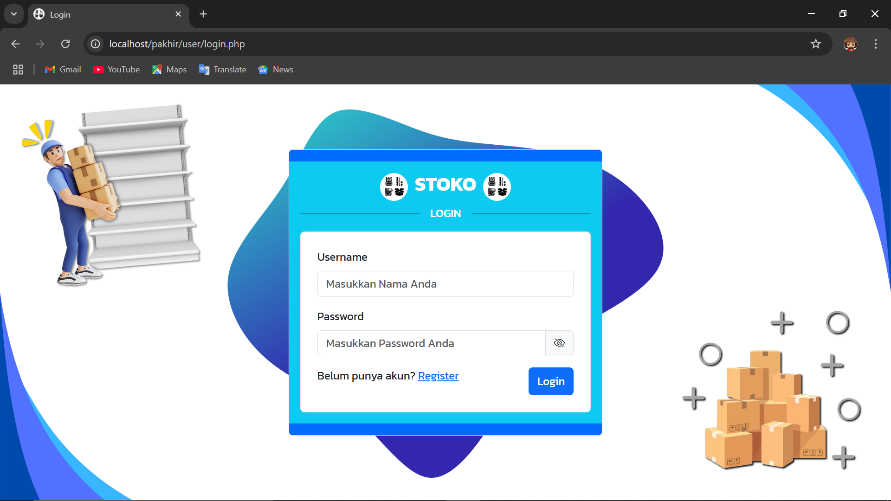 Login
localhost/pakhir/user/login.php
Gmail YouTube Maps Translate News
STOKO
LOGIN
Username
Masukkan Nama Anda
Password
Masukkan Password Anda
Belum punya akun? Register
Login